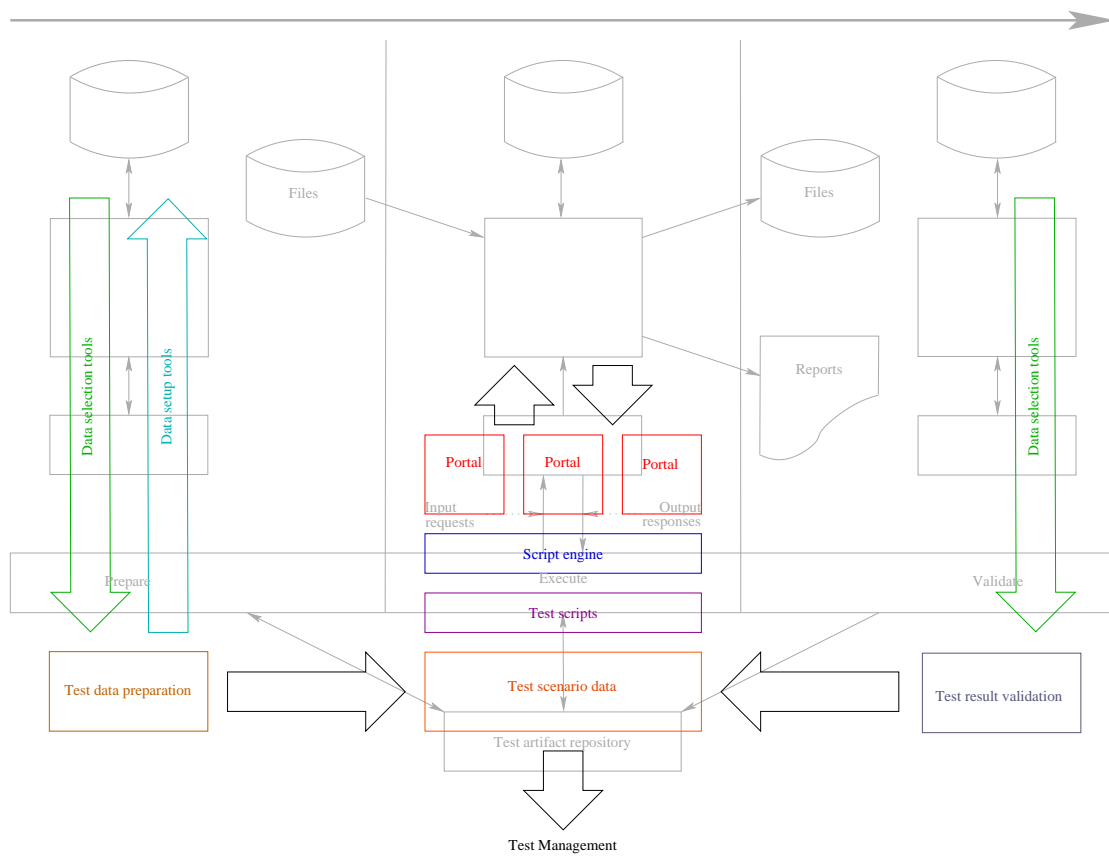 Files
Files
Data selection tools
Data setup tools
Reports
Data selection tools
Portal
Portal
Portal
Input
requests
Output
responses
Script engine
Prepare
Execute
Validate
Test scripts
Test data preparation
Test scenario data
Test result validation
Test artifact repository
Test Management